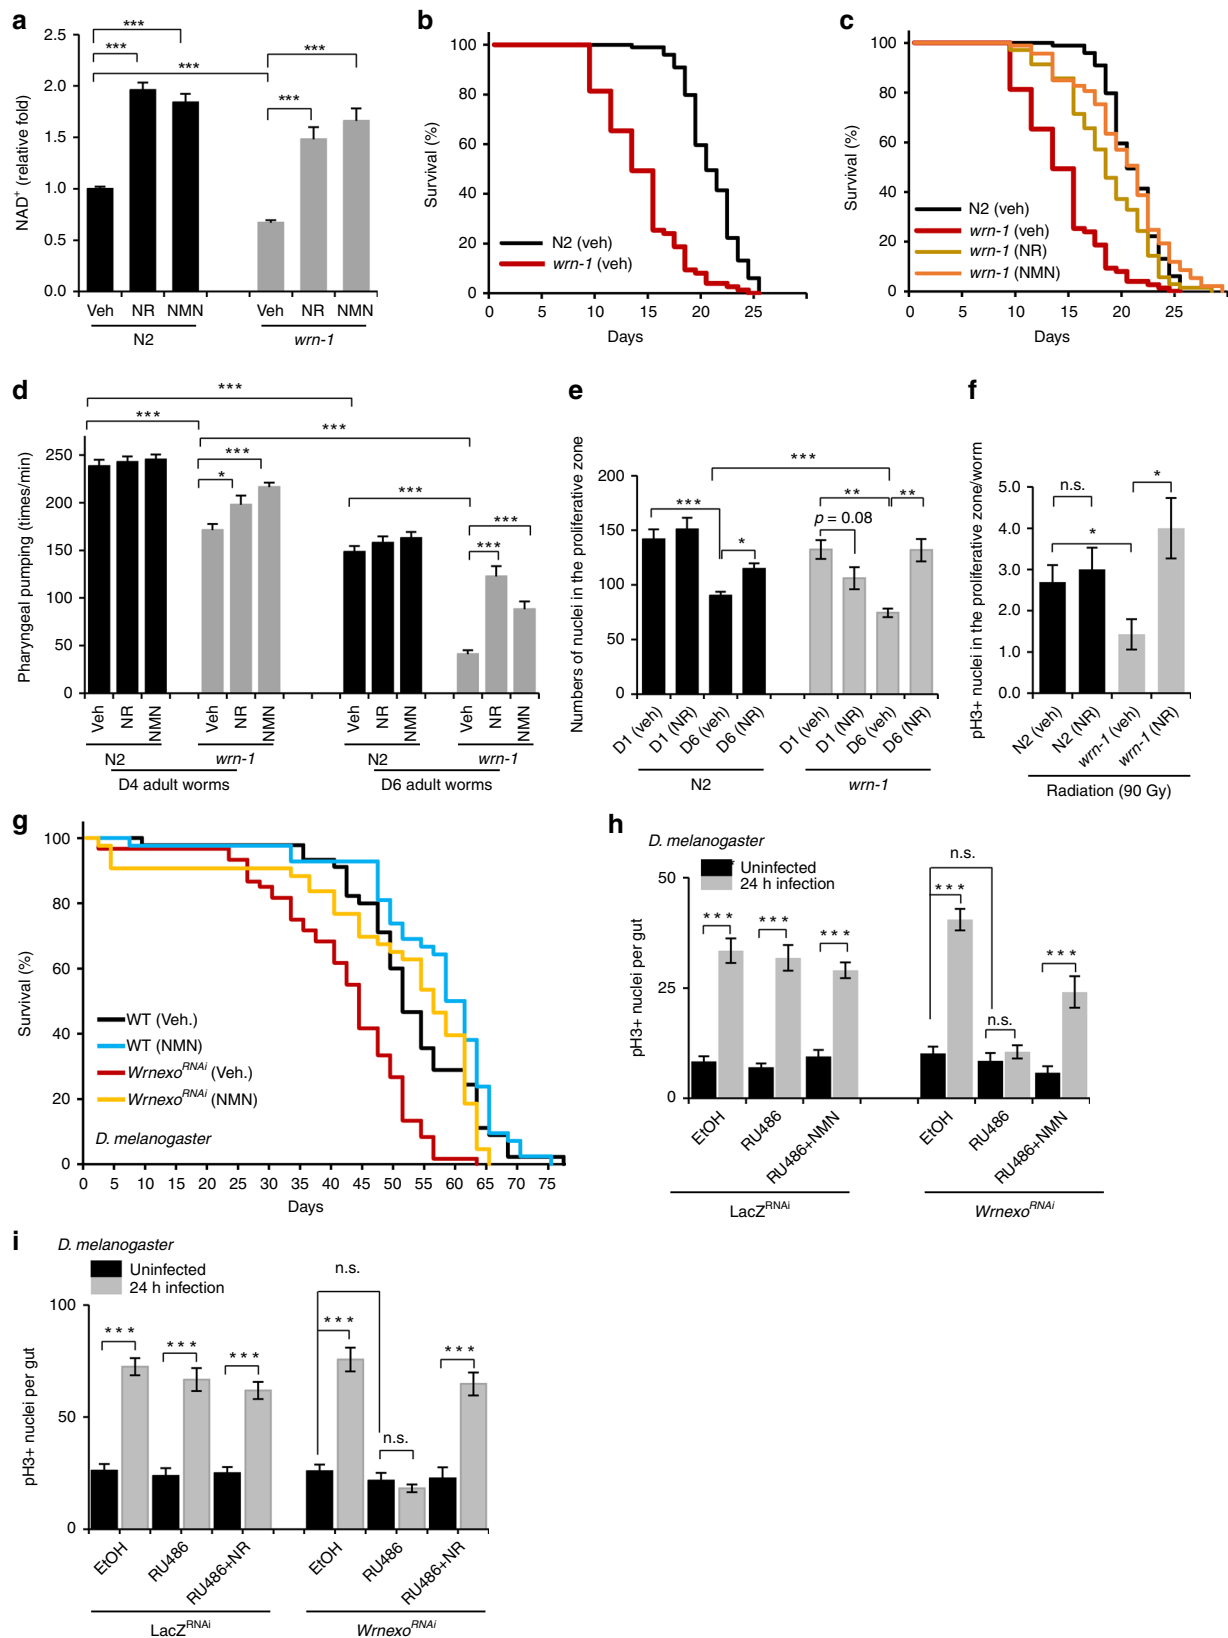 a
NAD+ (relative fold)
2.5
2.0
1.5
1.0
0.5
0.0
***
***
***
***
***
Veh NR NMN Veh NR NMN
N2 wrn-1
b
Survival (%)
100
80
60
40
20
0
N2 (veh)
wrn-1 (veh)
0 5 10 15 20 25
Days
c
Survival (%)
100
80
60
40
20
0
N2 (veh)
wrn-1 (veh)
wrn-1 (NR)
wrn-1 (NMN)
0 5 10 15 20 25
Days
d
Pharyngeal pumping (times/min)
250
200
150
100
50
0
***
***
***
***
*
***
***
***
Veh NR NMN Veh NR NMN Veh NR NMN Veh NR NMN
N2 wrn-1 N2 wrn-1
D4 adult worms D6 adult worms
e
Numbers of nuclei in the proliferative zone
200
150
100
50
0
***
***
*
**
**
p = 0.08
D1 (veh) D1 (NR) D6 (veh) D6 (NR) D1 (veh) D1 (NR) D6 (veh) D6 (NR)
N2 wrn-1
f
pH3+ nuclei in the proliferative zone/worm
5.0
4.0
3.0
2.0
1.0
0.0
n.s.
*
*
N2 (veh) N2 (NR) wrn-1 (veh) wrn-1 (NR)
Radiation (90 Gy)
g
Survival (%)
100
80
60
40
20
0
WT (Veh.)
WT (NMN)
Wrnexo^RNAi (Veh.)
Wrnexo^RNAi (NMN)
D. melanogaster
0 5 10 15 20 25 30 35 40 45 50 55 60 65 70 75
Days
h
D. melanogaster
Uninfected
24 h infection
pH3+ nuclei per gut
50
25
0
***
***
***
n.s.
***
n.s.
***
EtOH RU486 RU486+NMN EtOH RU486 RU486+NMN
LacZ^RNAi Wrnexo^RNAi
i
D. melanogaster
Uninfected
24 h infection
pH3+ nuclei per gut
100
50
0
***
***
***
n.s.
***
n.s.
***
EtOH RU486 RU486+NR EtOH RU486 RU486+NR
LacZ^RNAi Wrnexo^RNAi